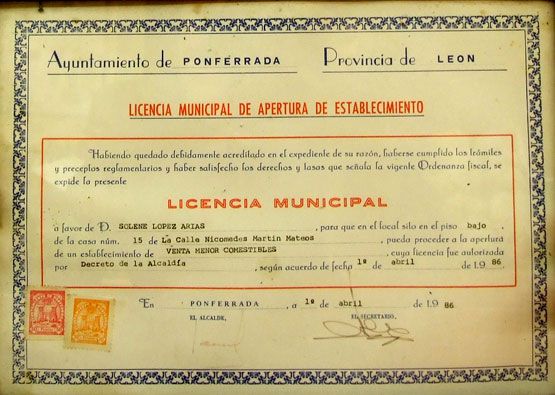 Ayuntamiento de PONFERRADA Provincia de LEON
LICENCIA MUNICIPAL DE APERTURA DE ESTABLECIMIENTO
Habiendo quedado debidamente acreditado en el expediente de su razón, haberse cumplido los trámites
y preceptos reglamentarios y haber satisfecho los derechos y tasas que señala la vigente Ordenanza fiscal,
se expide la presente
LICENCIA MUNICIPAL
a favor de D. SOLENE LOPEZ ARIAS, para que en el local sito en el piso bajo,
de la casa núm. 15 de La Calle Nicomedes Martin Mateos, pueda proceder a la apertura
de un establecimiento de VENTA MENOR COMESTIBLES, cuya licencia fue autorizada
por Decreto de la Alcaldía, según acuerdo de fecha 1º de abril de 1.9 86
En PONFERRADA, a 1º de abril de 1.9 86
EL ALCALDE, EL SECRETARIO,